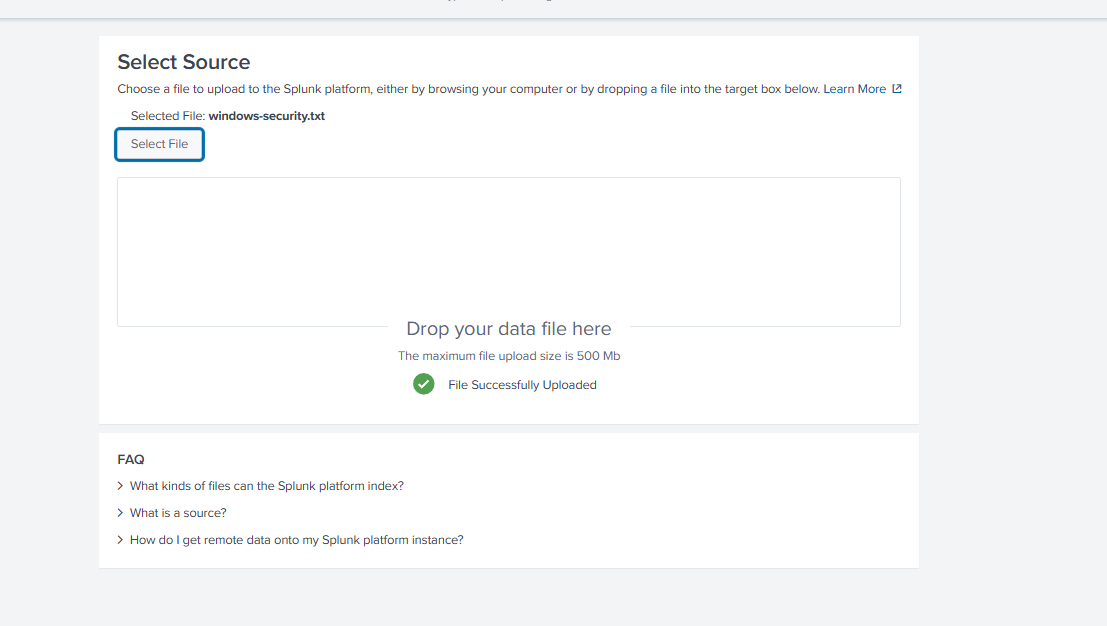 Select Source
Choose a file to upload to the Splunk platform, either by browsing your computer or by dropping a file into the target box below. Learn More
Selected File: windows-security.txt
Select File
Drop your data file here
The maximum file upload size is 500 Mb
File Successfully Uploaded
FAQ
What kinds of files can the Splunk platform index?
What is a source?
How do I get remote data onto my Splunk platform instance?